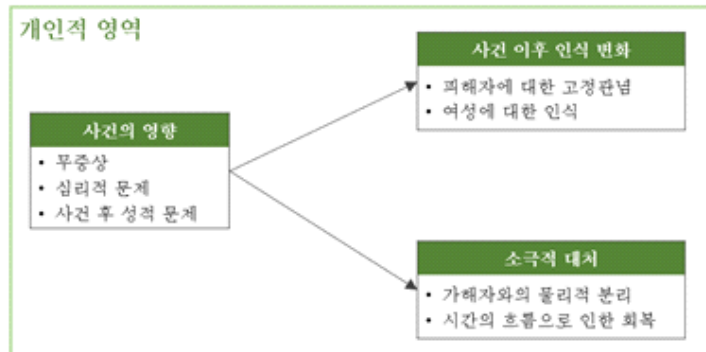 개인적 영역
사건의 영향
• 무증상
• 심리적 문제
• 사건 후 성적 문제
사건 이후 인식 변화
• 피해자에 대한 고정관념
• 여성에 대한 인식
소극적 대처
• 가해자와의 물리적 분리
• 시간의 흐름으로 인한 회복